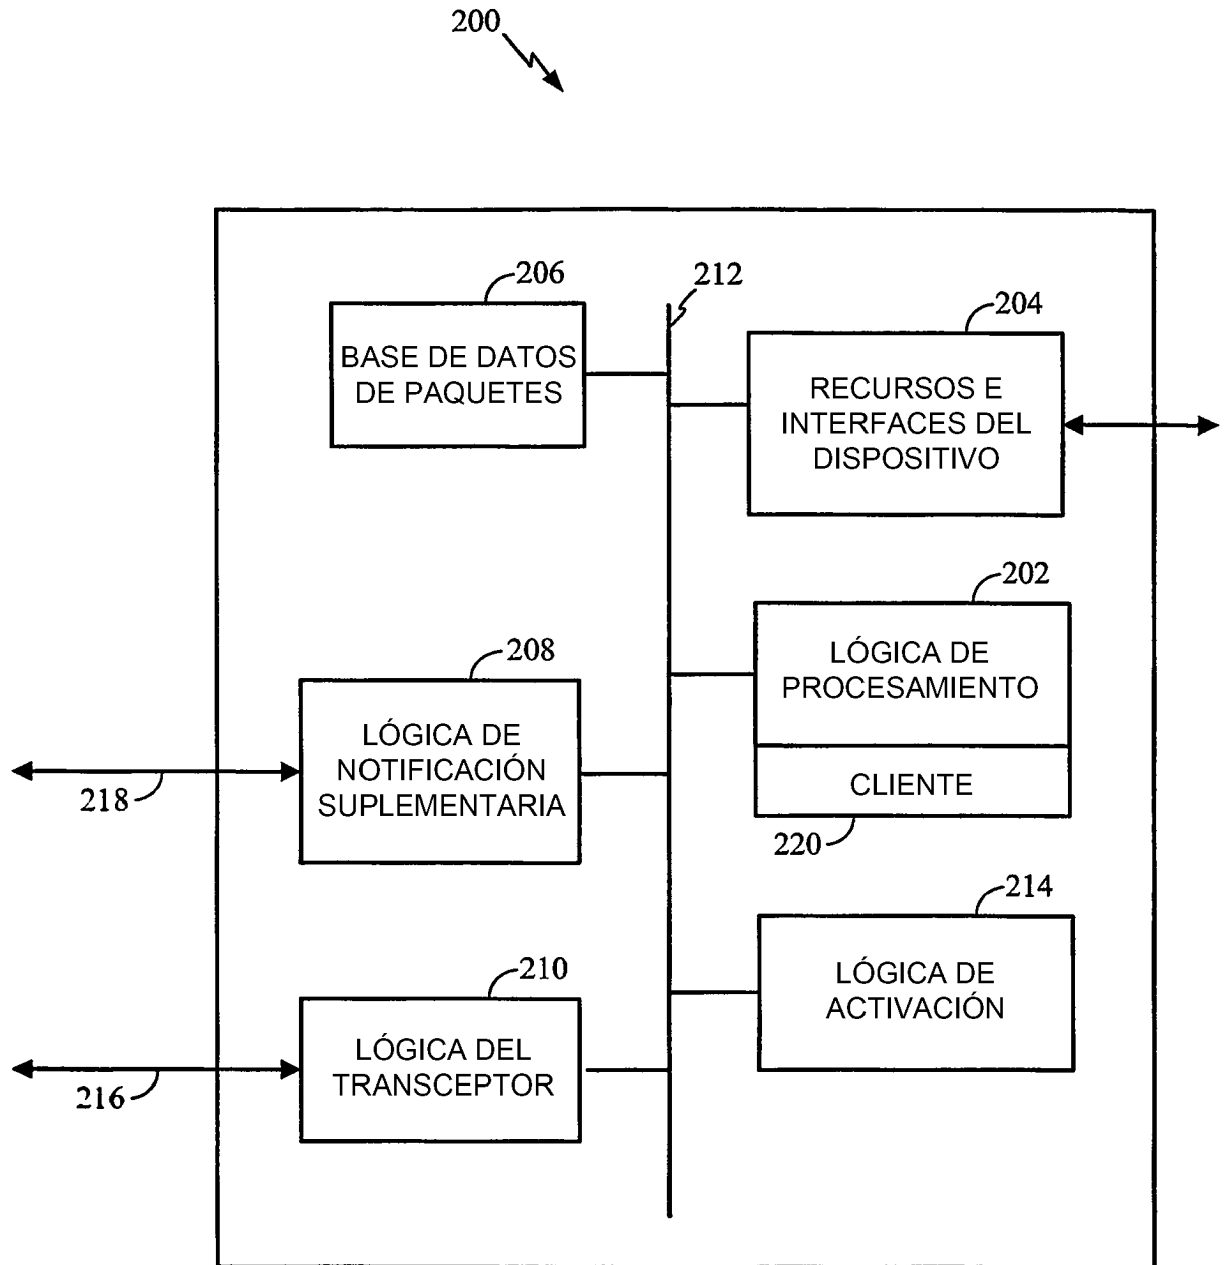 200
206
BASE DE DATOS
DE PAQUETES
212
204
RECURSOS E
INTERFACES DEL
DISPOSITIVO
202
LÓGICA DE
PROCESAMIENTO
CLIENTE
220
208
LÓGICA DE
NOTIFICACIÓN
SUPLEMENTARIA
218
214
LÓGICA DE
ACTIVACIÓN
210
LÓGICA DEL
TRANSCEPTOR
216